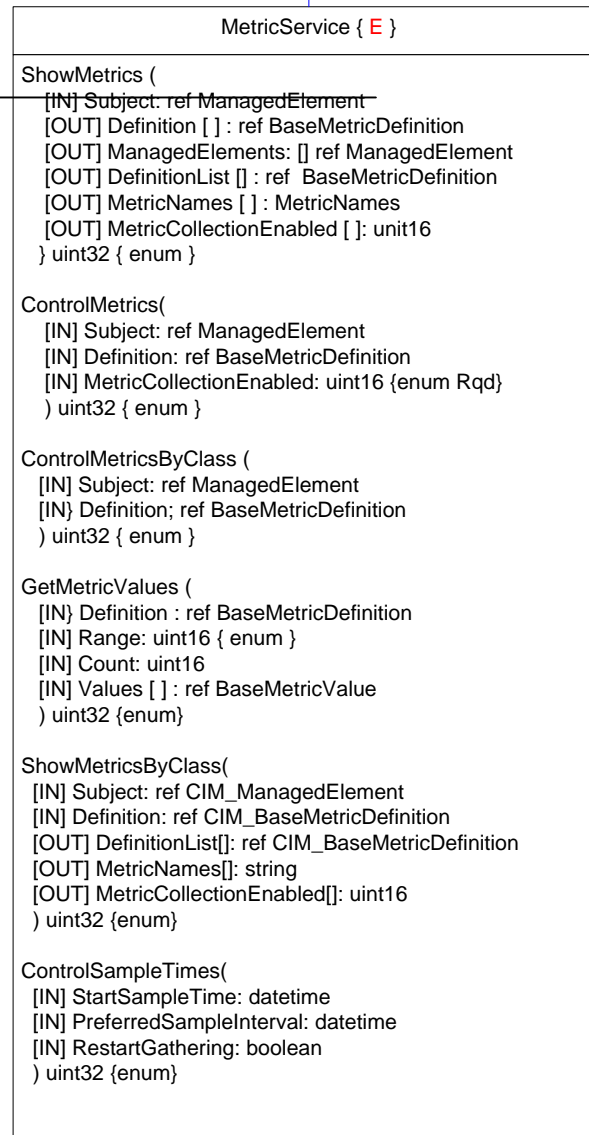 MetricService { E }
ShowMetrics (
[IN] Subject: ref ManagedElement
[OUT] Definition [ ] : ref BaseMetricDefinition
[OUT] ManagedElements: [] ref ManagedElement
[OUT] DefinitionList [] : ref  BaseMetricDefinition
[OUT] MetricNames [ ] : MetricNames
[OUT] MetricCollectionEnabled [ ]: unit16
} uint32 { enum }
ControlMetrics(
[IN] Subject: ref ManagedElement
[IN] Definition: ref BaseMetricDefinition
[IN] MetricCollectionEnabled: uint16 {enum Rqd}
) uint32 { enum }
ControlMetricsByClass (
[IN] Subject: ref ManagedElement
[IN} Definition; ref BaseMetricDefinition
) uint32 { enum }
GetMetricValues (
[IN} Definition : ref BaseMetricDefinition
[IN] Range: uint16 { enum }
[IN] Count: uint16
[IN] Values [ ] : ref BaseMetricValue
) uint32 {enum}
ShowMetricsByClass(
[IN] Subject: ref CIM_ManagedElement
[IN] Definition: ref CIM_BaseMetricDefinition
[OUT] DefinitionList[]: ref CIM_BaseMetricDefinition
[OUT] MetricNames[]: string
[OUT] MetricCollectionEnabled[]: uint16
) uint32 {enum}
ControlSampleTimes(
[IN] StartSampleTime: datetime
[IN] PreferredSampleInterval: datetime
[IN] RestartGathering: boolean
) uint32 {enum}